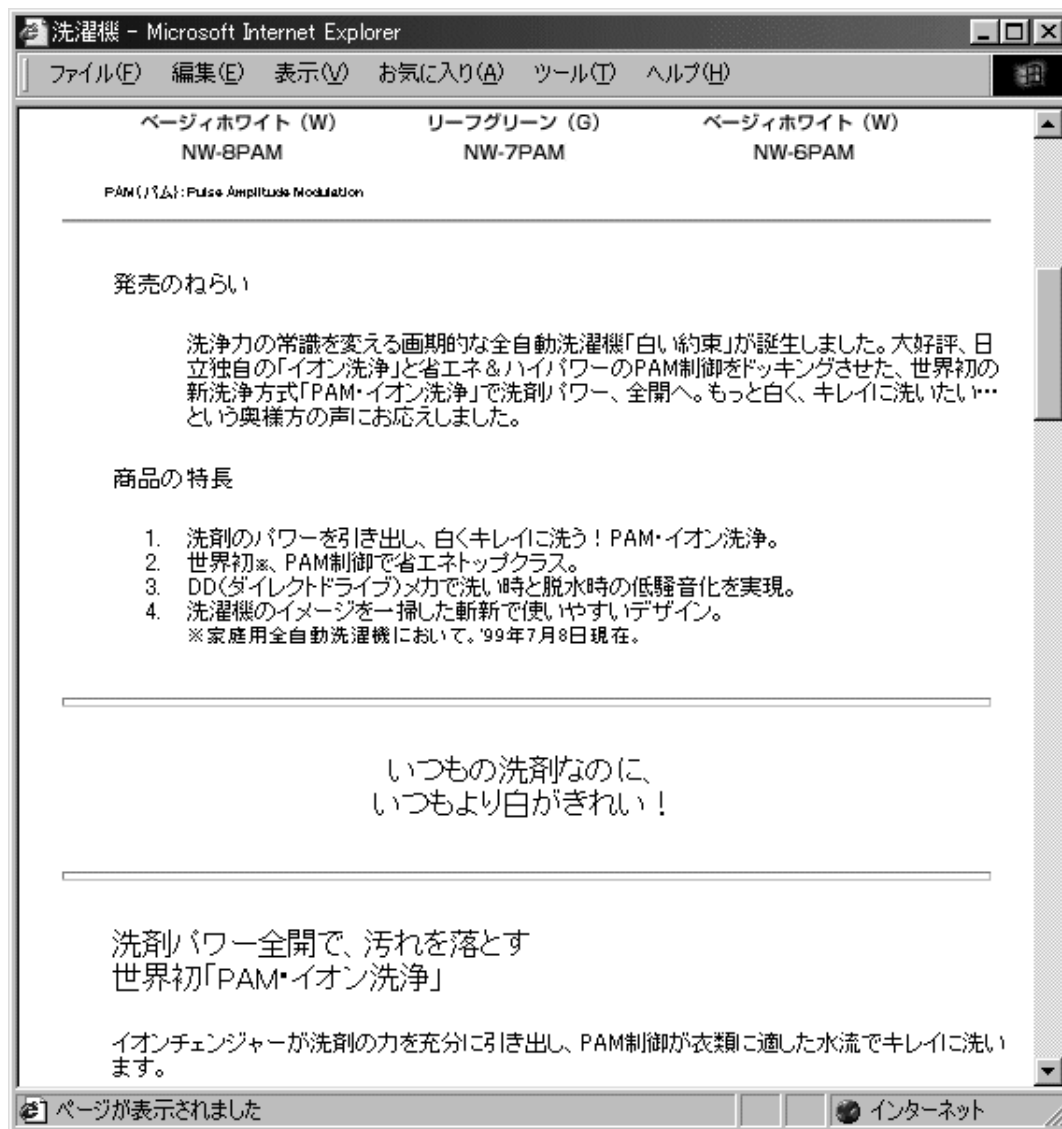 洗濯機 - Microsoft Internet Explorer
ファイル(F) 編集(E) 表示(V) お気に入り(A) ツール(T) ヘルプ(H)
ベージィホワイト（W） リーフグリーン（G） ベージィホワイト（W）
NW-8PAM NW-7PAM NW-6PAM
PAM(パム):Pulse Amplitude Modulation
発売のねらい
洗浄力の常識を変える画期的な全自動洗濯機「白い約束」が誕生しました。大好評、日
立独自の「イオン洗浄」と省エネ＆ハイパワーのPAM制御をドッキングさせた、世界初の
新洗浄方式「PAM・イオン洗浄」で洗剤パワー、全開へ。もっと白く、キレイに洗いたい…
という奥様方の声にお応えしました。
商品の特長
1. 洗剤のパワーを引き出し、白くキレイに洗う！PAM・イオン洗浄。
2. 世界初※、PAM制御で省エネトップクラス。
3. DD(ダイレクトドライブ)メカで洗い時と脱水時の低騒音化を実現。
4. 洗濯機のイメージを一掃した斬新で使いやすいデザイン。
※家庭用全自動洗濯機において。'99年7月8日現在。
いつもの洗剤なのに、
いつもより白がきれい！
洗剤パワー全開で、汚れを落とす
世界初「PAM・イオン洗浄」
イオンチェンジャーが洗剤の力を充分に引き出し、PAM制御が衣類に適した水流でキレイに洗い
ます。
ページが表示されました インターネット